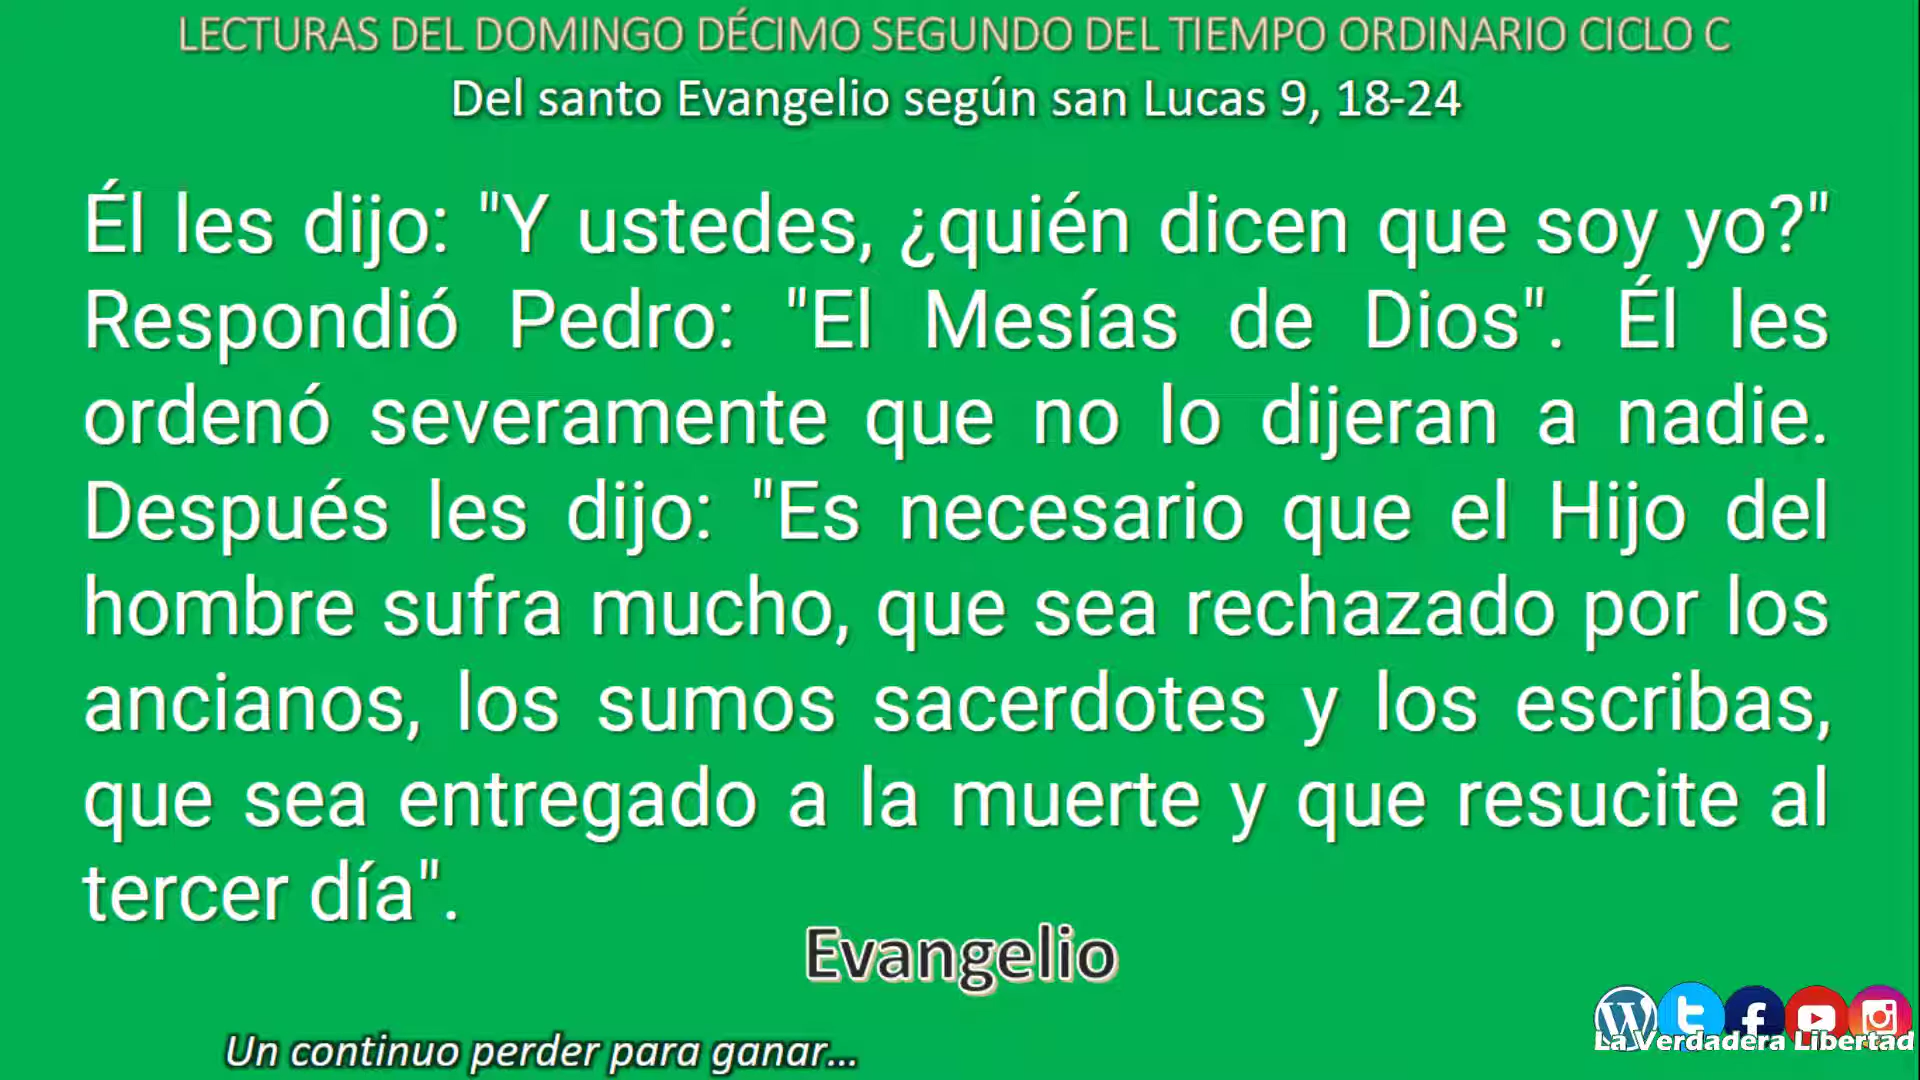 LECTURAS DEL DOMINGO DÉCIMO SEGUNDO DEL TIEMPO ORDINARIO CICLO C
Del santo Evangelio según san Lucas 9, 18-24
Él les dijo: "Y ustedes, ¿quién dicen que soy yo?"
Respondió Pedro: "El Mesías de Dios". Él les
ordenó severamente que no lo dijeran a nadie.
Después les dijo: "Es necesario que el Hijo del
hombre sufra mucho, que sea rechazado por los
ancianos, los sumos sacerdotes y los escribas,
que sea entregado a la muerte y que resucite al
tercer día".
Evangelio
La Verdadera Libertad
Un continuo perder para ganar...